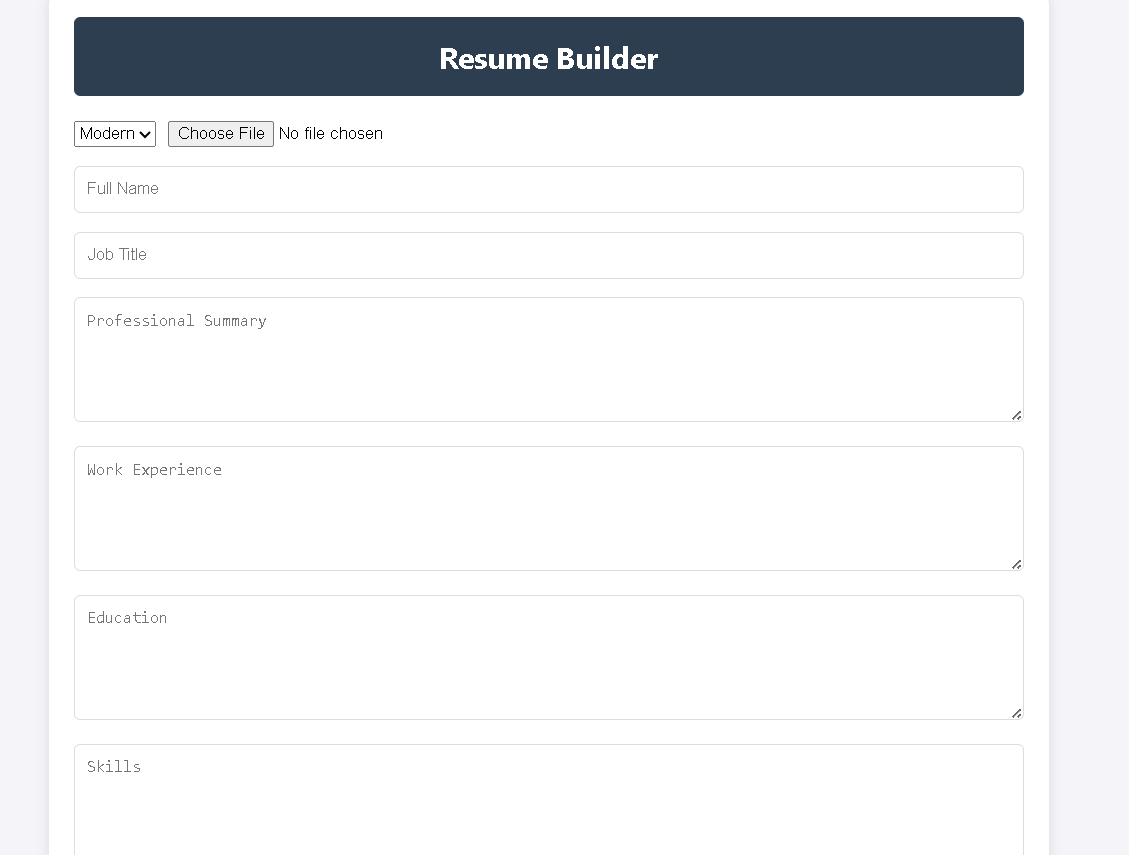 Resume Builder
Modern Choose File No file chosen
Full Name
Job Title
Professional Summary
Work Experience
Education
Skills